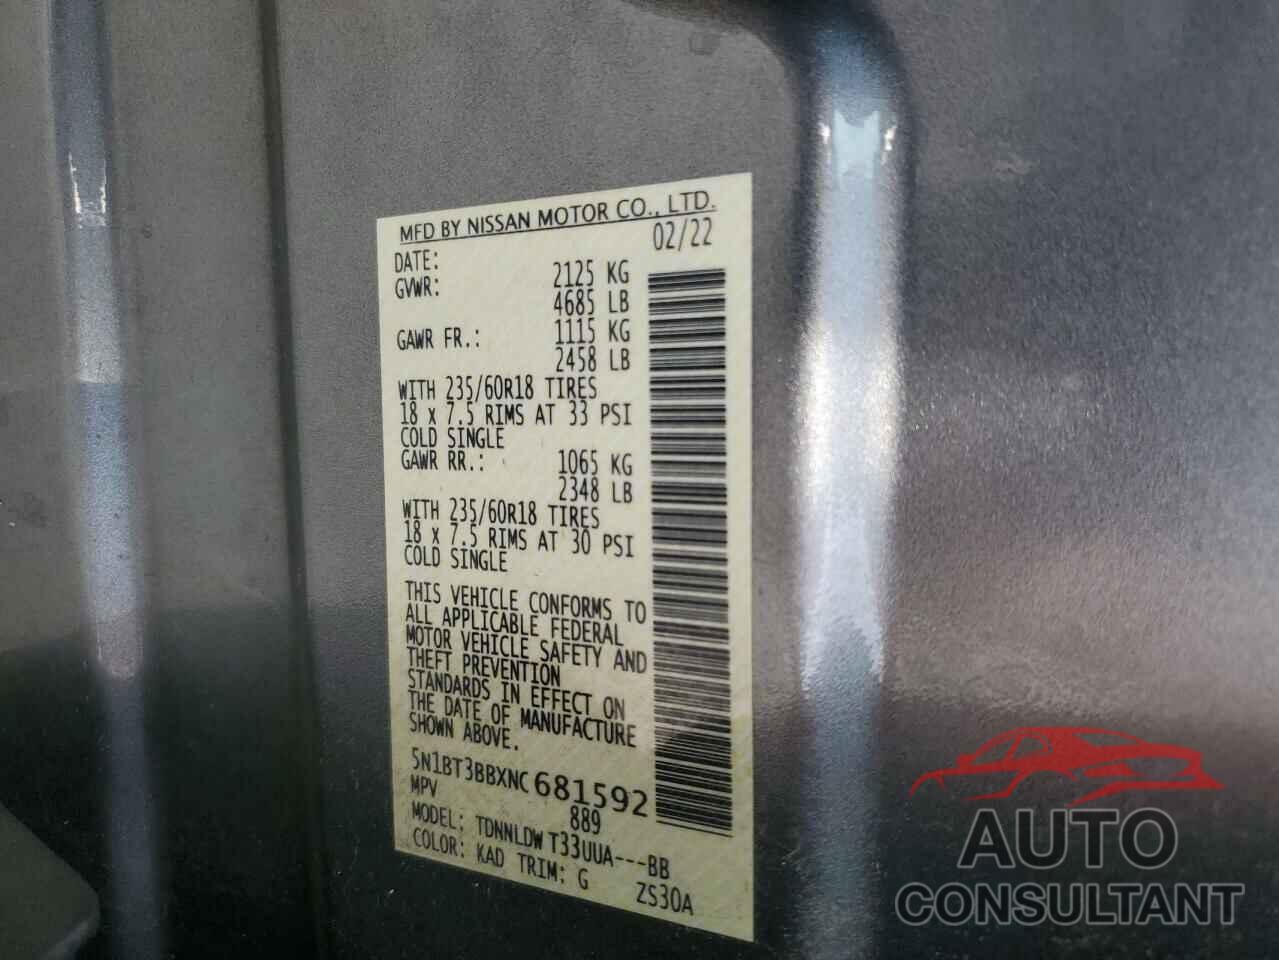 MFD BY NISSAN MOTOR CO., LTD.
DATE: 02/22
GVWR: 2125 KG
4685 LB
GAWR FR.: 1115 KG
2458 LB
WITH 235/60R18 TIRES
18 x 7.5 RIMS AT 33 PSI
COLD SINGLE
GAWR RR.: 1065 KG
2348 LB
WITH 235/60R18 TIRES
18 x 7.5 RIMS AT 30 PSI
COLD SINGLE
THIS VEHICLE CONFORMS TO
ALL APPLICABLE FEDERAL
MOTOR VEHICLE SAFETY AND
THEFT PREVENTION
STANDARDS IN EFFECT ON
THE DATE OF MANUFACTURE
SHOWN ABOVE.
5N1BT3BBXNC681592
MPV 889
MODEL: TDNNLDW T33UUA---BB
COLOR: KAD TRIM: G ZS30A
AUTO
CONSULTANT